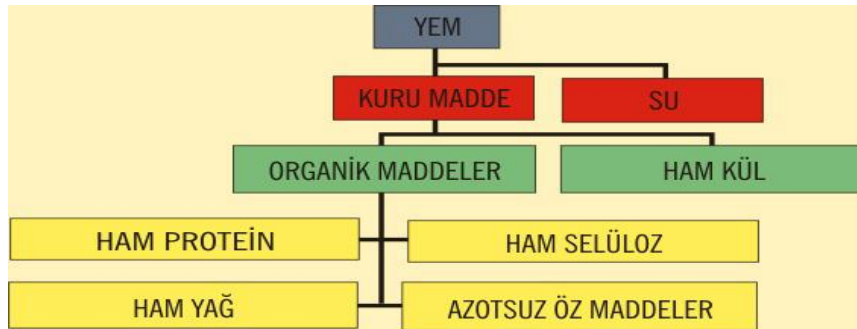 YEM
KURU MADDE
SU
ORGANİK MADDELER
HAM KÜL
HAM PROTEİN
HAM SELÜLOZ
HAM YAĞ
AZOTSUZ ÖZ MADDELER